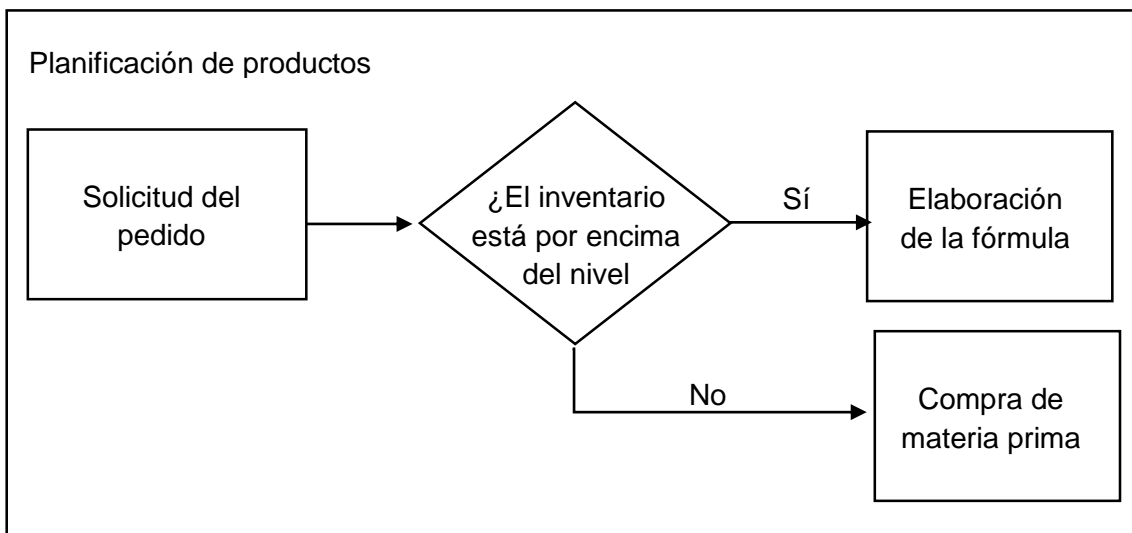 Planificación de productos
Solicitud del
pedido
¿El inventario
está por encima
del nivel
Sí
Elaboración
de la fórmula
No
Compra de
materia prima